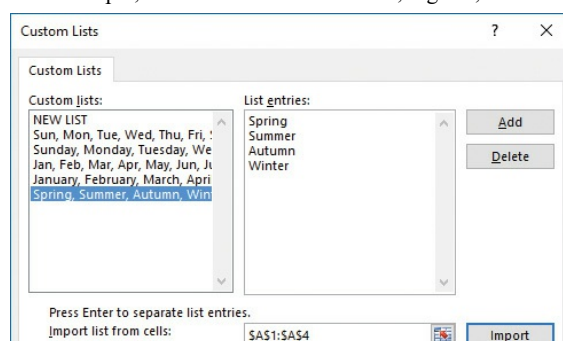 Custom Lists
? ×
Custom Lists
Custom lists:
List entries:
NEW LIST
Sun, Mon, Tue, Wed, Thu, Fri,
Sunday, Monday, Tuesday, We
Jan, Feb, Mar, Apr, May, Jun, Ju
January, February, March, Apri
Spring, Summer, Autumn, Win
Spring
Summer
Autumn
Winter
Add
Delete
Press Enter to separate list entries.
Import list from cells:
$A$1:$A$4
Import